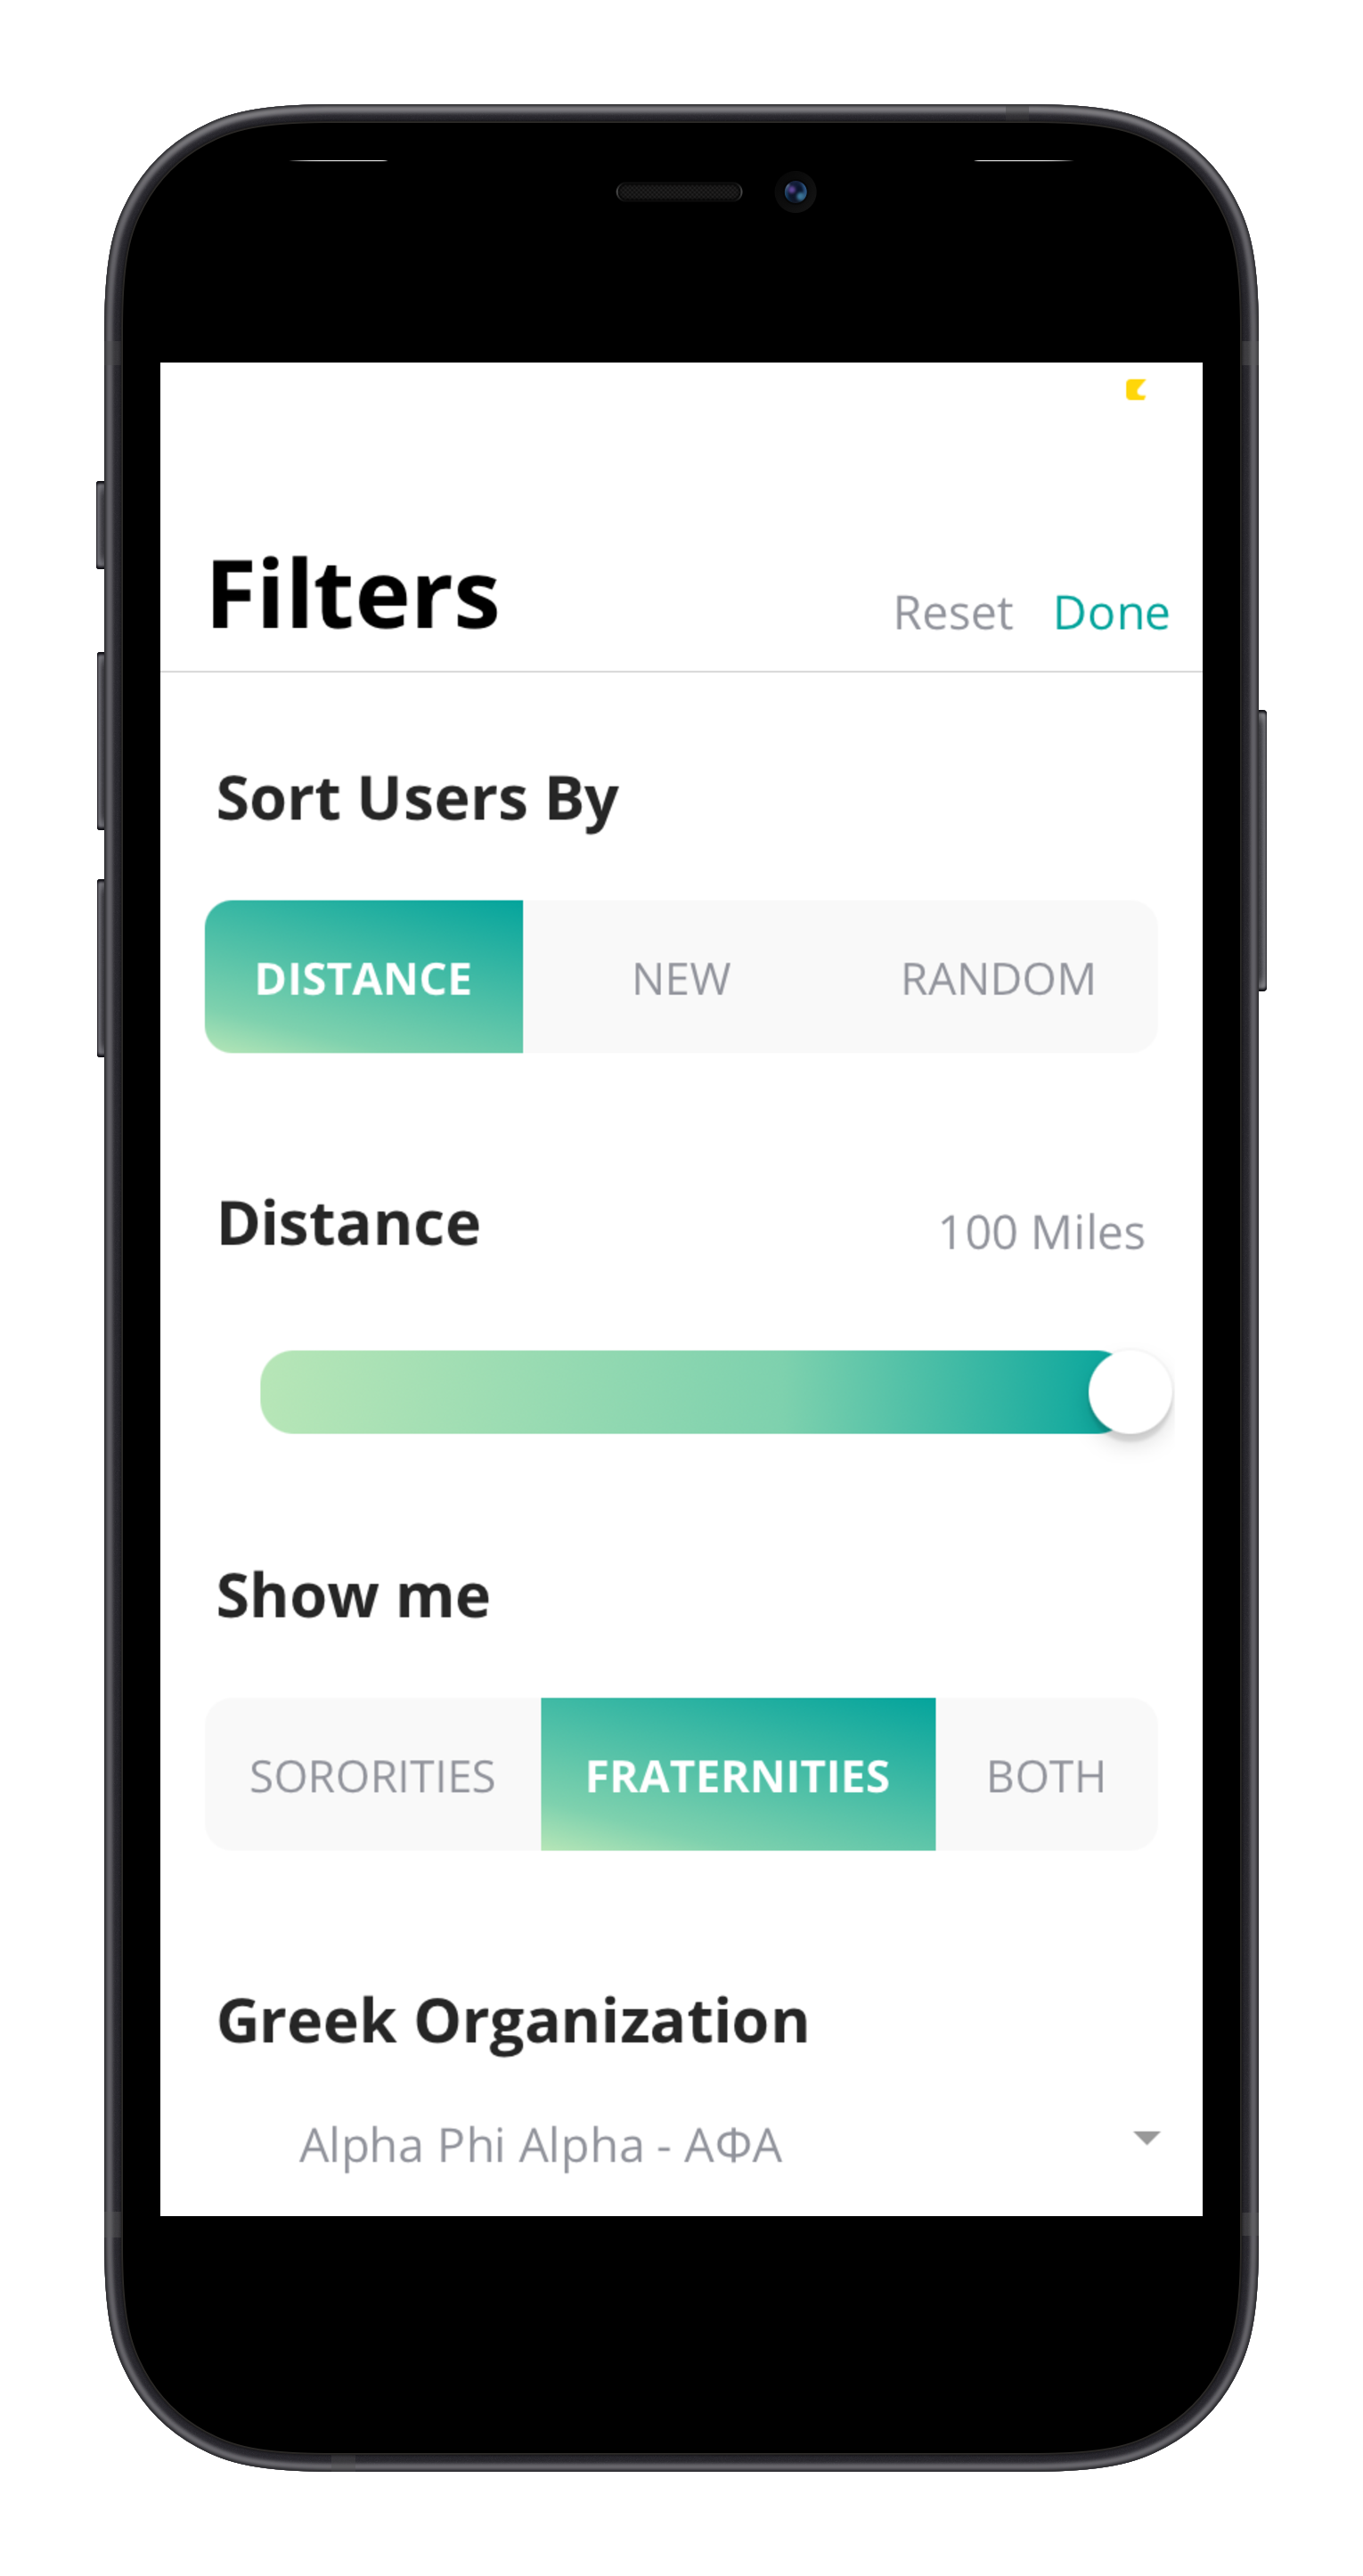 Filters
Reset Done
Sort Users By
DISTANCE NEW RANDOM
Distance 100 Miles
Show me
SORORITIES FRATERNITIES BOTH
Greek Organization
Alpha Phi Alpha - ΑΦΑ